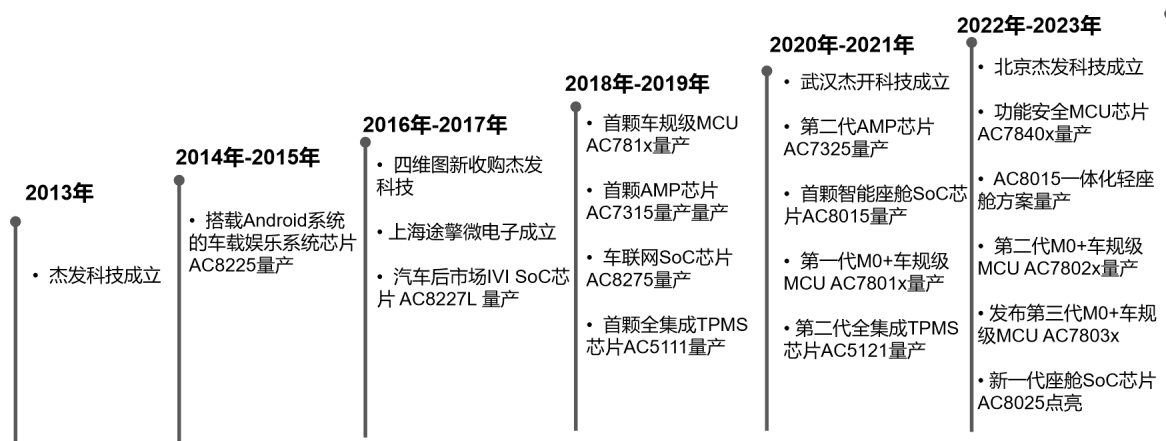 2013年
• 杰发科技成立
2014年-2015年
• 搭载Android系统
的车载娱乐系统芯片
AC8225量产
2016年-2017年
• 四维图新收购杰发
科技
• 上海途擎微电子成立
• 汽车后市场IVI SoC芯
片 AC8227L 量产
2018年-2019年
• 首颗车规级MCU
AC781x量产
• 首颗AMP芯片
AC7315量产量产
• 车联网SoC芯片
AC8275量产
• 首颗全集成TPMS
芯片AC5111量产
2020年-2021年
• 武汉杰开科技成立
• 第二代AMP芯片
AC7325量产
• 首颗智能座舱SoC芯
片AC8015量产
• 第一代M0+车规级
MCU AC7801x量产
• 第二代全集成TPMS
芯片AC5121量产
2022年-2023年
• 北京杰发科技成立
• 功能安全MCU芯片
AC7840x量产
• AC8015一体化轻座
舱方案量产
• 第二代M0+车规级
MCU AC7802x量产
• 发布第三代M0+车规
级MCU AC7803x
• 新一代座舱SoC芯片
AC8025点亮